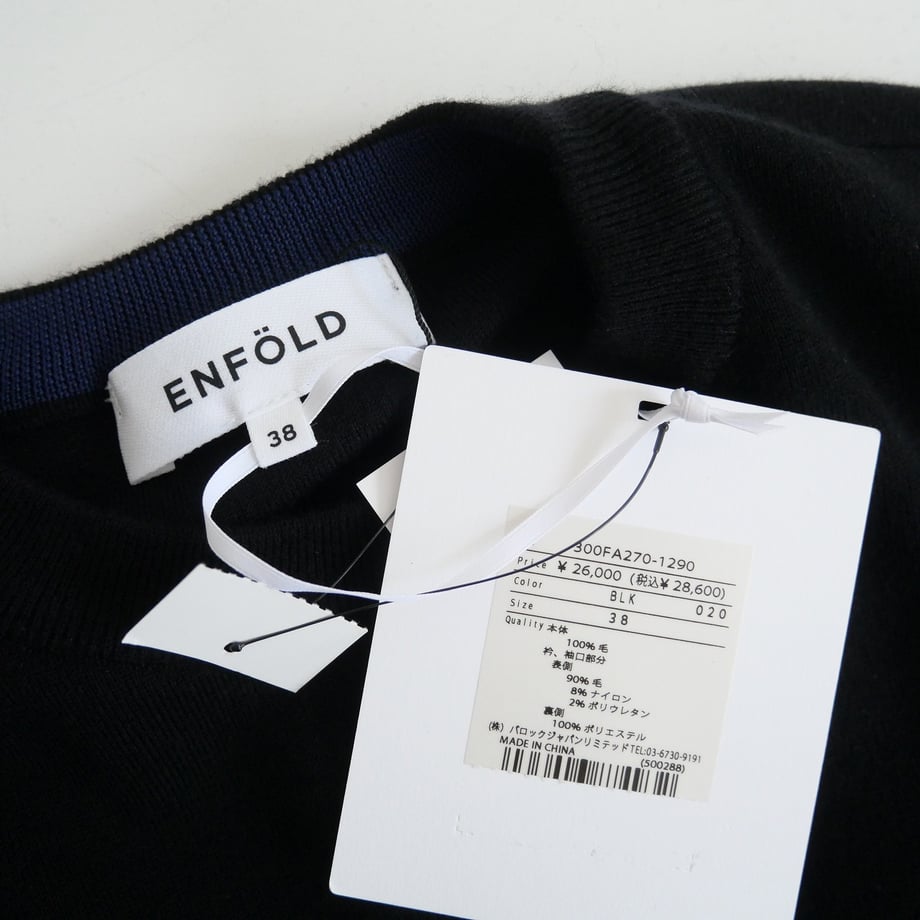 ENFÖLD
38
300FA270-1290
Price ¥ 26,000 (税込¥ 28,600)
Color BLK 020
Size 38
Quality 本体
100% 毛
衿、袖口部分
表側
90% 毛
8% ナイロン
2% ポリウレタン
裏側
100% ポリエステル
(株) バロックジャパンリミテッドTEL:03-6730-9191
MADE IN CHINA (500288)